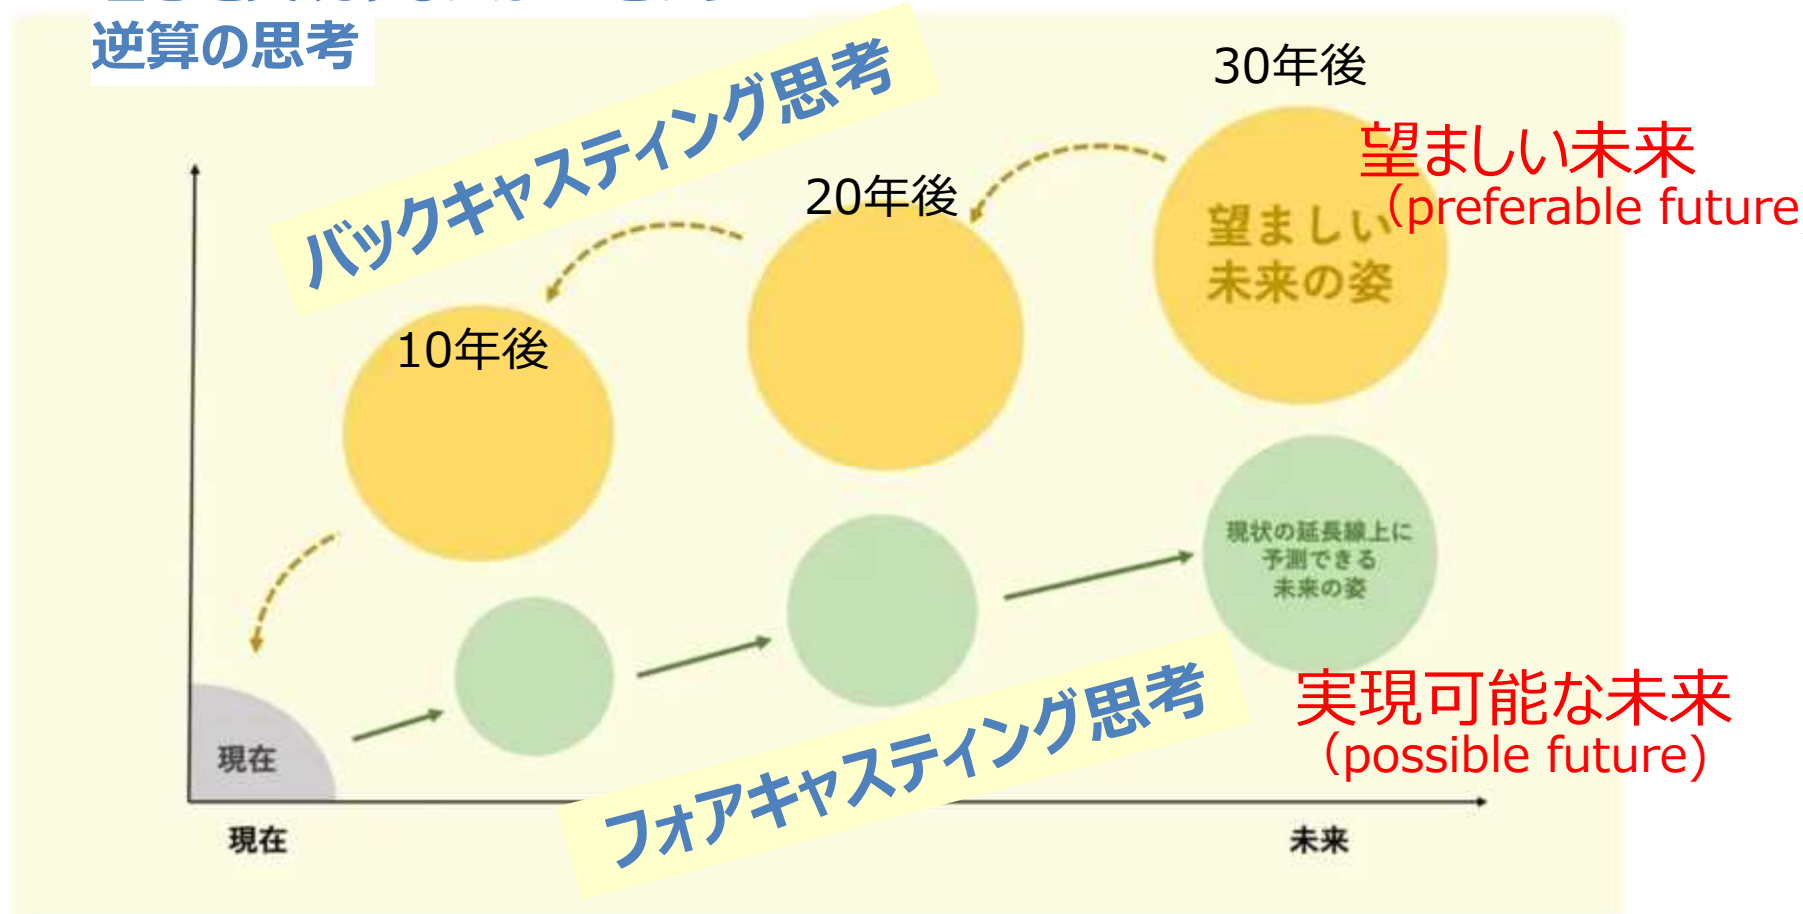 逆算の思考
バックキャスティング思考
30年後
望ましい未来
（preferable future
20年後
望ましい
未来の姿
10年後
現状の延長線上に
予測できる
未来の姿
実現可能な未来
（possible future)
フォアキャスティング思考
現在
現在
未来